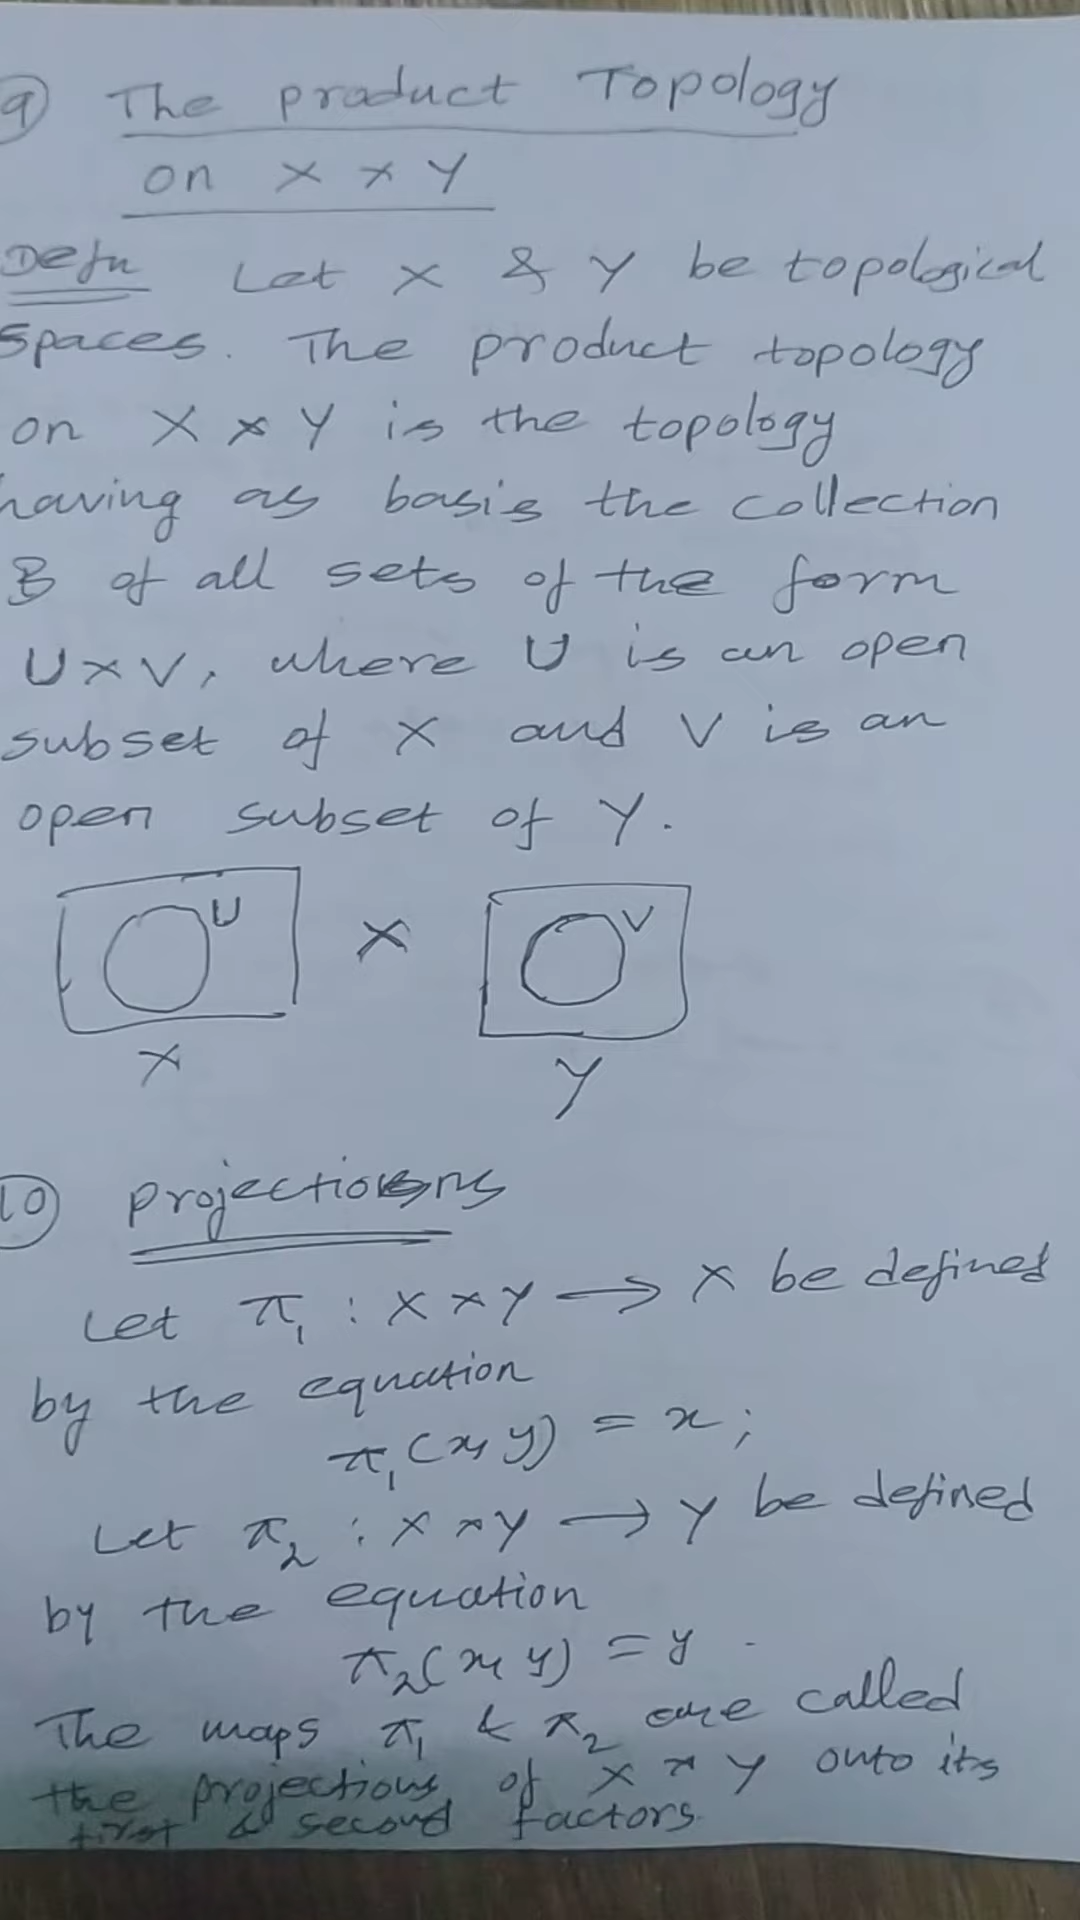 9 The product Topology
on X × Y
Defn Let X & Y be topological
spaces. The product topology
on X × Y is the topology
having as basis the collection
B of all sets of the form
U×V, where U is an open
subset of X and V is an
open subset of Y.
U × V
X Y
10 projections
Let π₁ : X × Y → X be defined
by the equation
π₁(x, y) = x;
Let π₂ : X × Y → Y be defined
by the equation
π₂(x, y) = y.
The maps π₁ & π₂ are called
the projections of X × Y onto its
first & second factors.